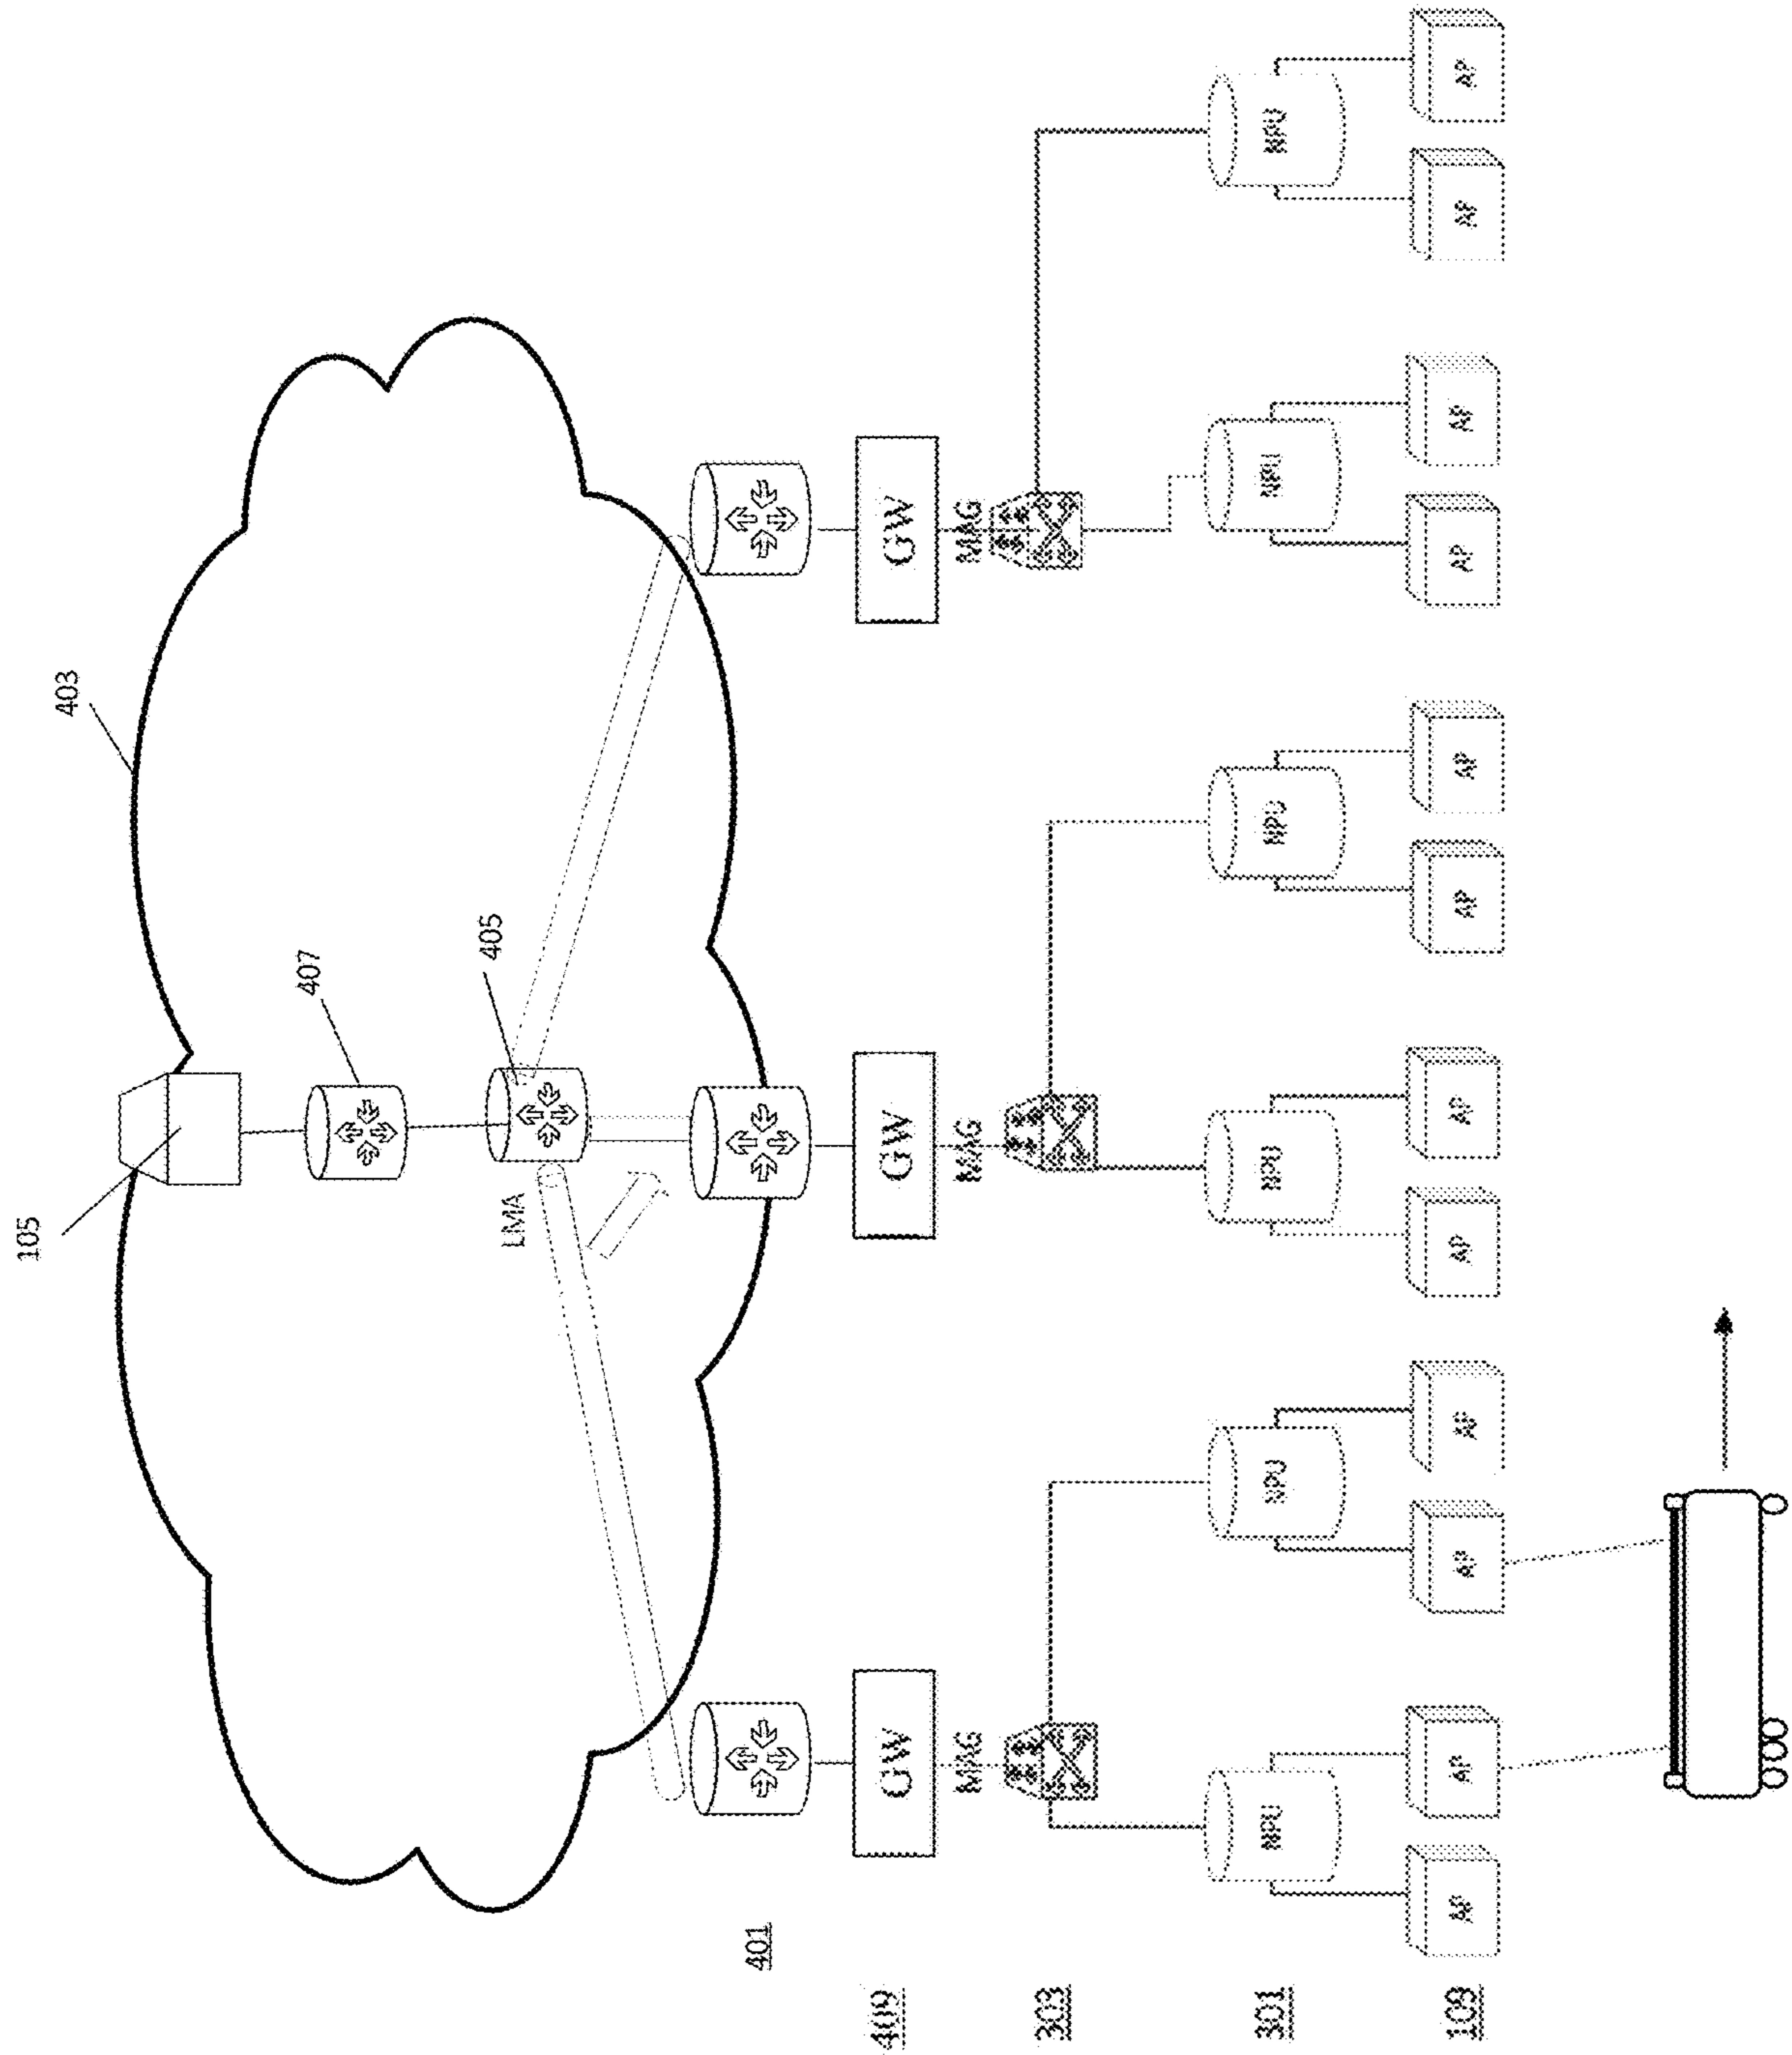 105
403
407
405
LMA
401
409 GW GW GW
MAG MAG MAG
303
301 NPU NPU NPU NPU NPU NPU
109 AP AP AP AP AP AP AP AP AP AP AP AP